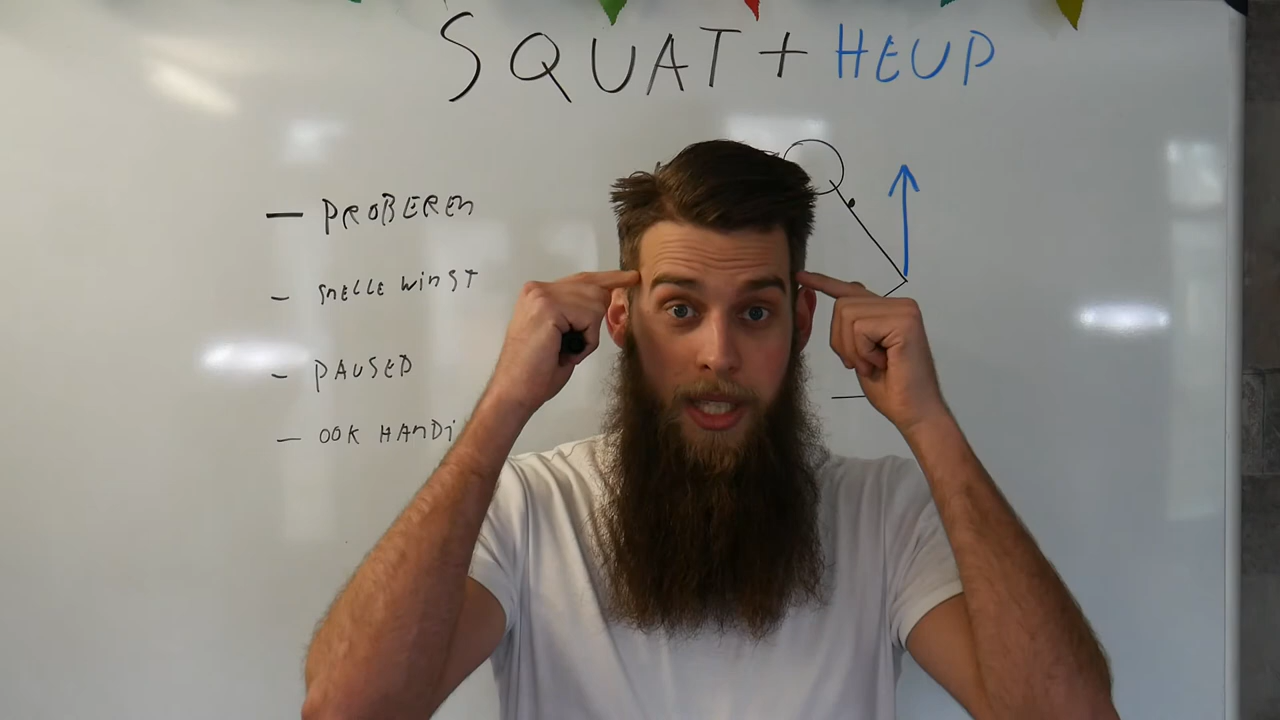 SQUAT + HEUP
- PROBEREN
- SNELLE WINST
- PAUSED
- OOK HANDI